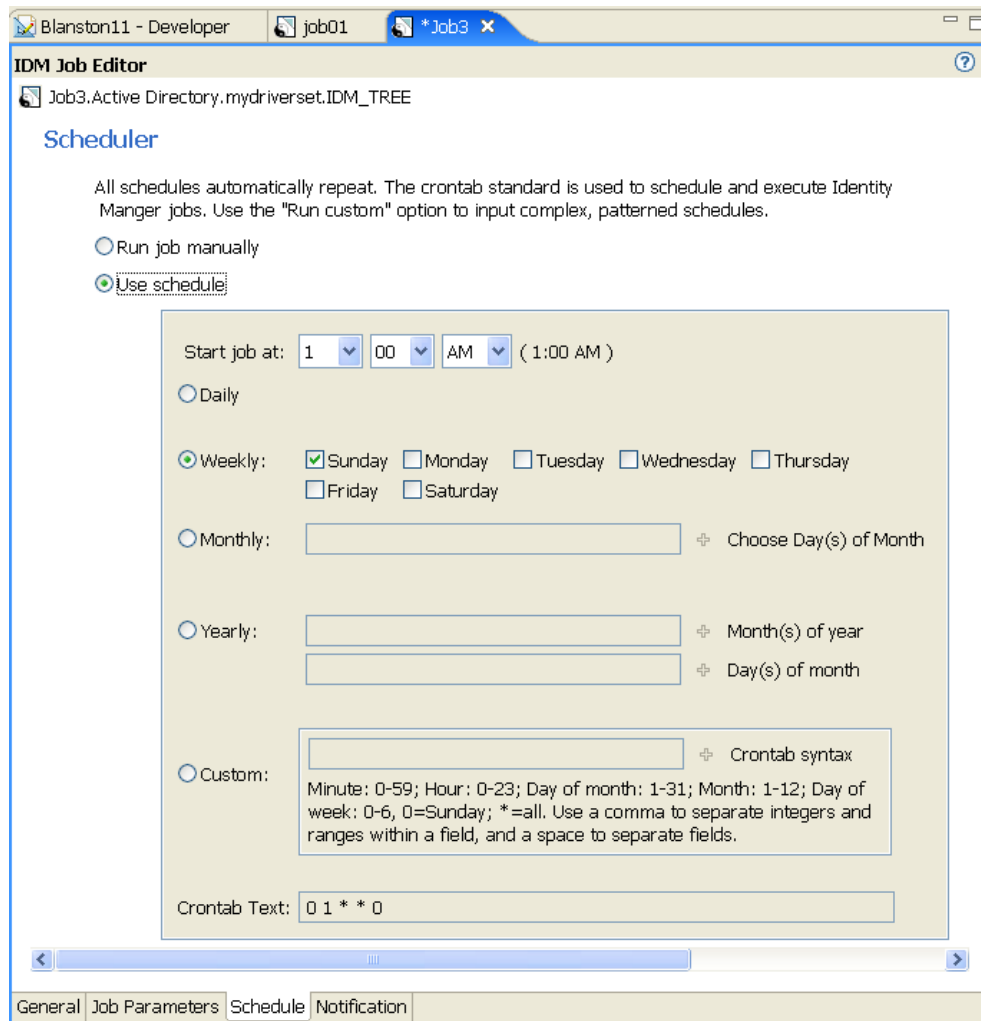 Blanston11 - Developer job01 *Job3
IDM Job Editor
Job3.Active Directory.mydriverset.IDM_TREE
Scheduler
All schedules automatically repeat. The crontab standard is used to schedule and execute Identity
Manger jobs. Use the "Run custom" option to input complex, patterned schedules.
Run job manually
Use schedule
Start job at: 1 00 AM ( 1:00 AM )
Daily
Weekly: Sunday Monday Tuesday Wednesday Thursday
Friday Saturday
Monthly: Choose Day(s) of Month
Yearly: Month(s) of year
Day(s) of month
Crontab syntax
Custom:
Minute: 0-59; Hour: 0-23; Day of month: 1-31; Month: 1-12; Day of
week: 0-6, 0=Sunday; *=all. Use a comma to separate integers and
ranges within a field, and a space to separate fields.
Crontab Text: 0 1 * * 0
General Job Parameters Schedule Notification